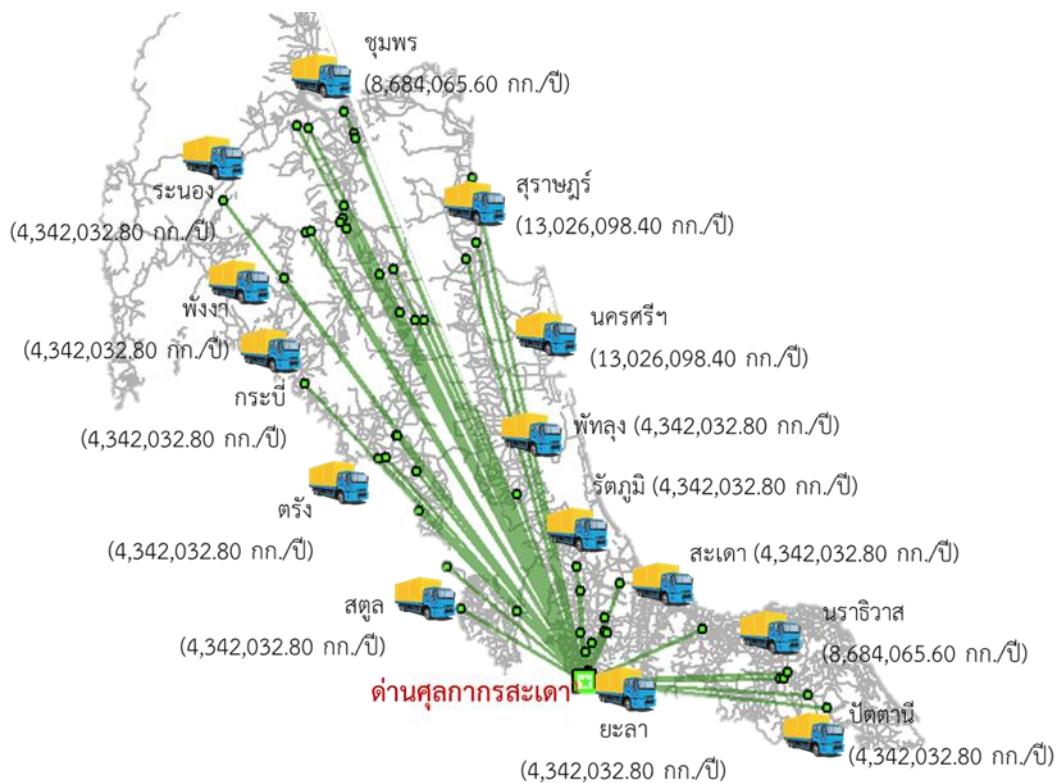 ชุมพร
(8,684,065.60 กก./ปี)
ระนอง
(4,342,032.80 กก./ปี)
สุราษฎร์
(13,026,098.40 กก./ปี)
พังงา
(4,342,032.80 กก./ปี)
นครศรีฯ
(13,026,098.40 กก./ปี)
กระบี่
(4,342,032.80 กก./ปี)
พัทลุง (4,342,032.80 กก./ปี)
รัตภูมิ (4,342,032.80 กก./ปี)
ตรัง
(4,342,032.80 กก./ปี)
สะเดา (4,342,032.80 กก./ปี)
สตูล
(4,342,032.80 กก./ปี)
นราธิวาส
(8,684,065.60 กก./ปี)
ด่านศุลกากรสะเดา
ยะลา
(4,342,032.80 กก./ปี)
ปัตตานี
(4,342,032.80 กก./ปี)